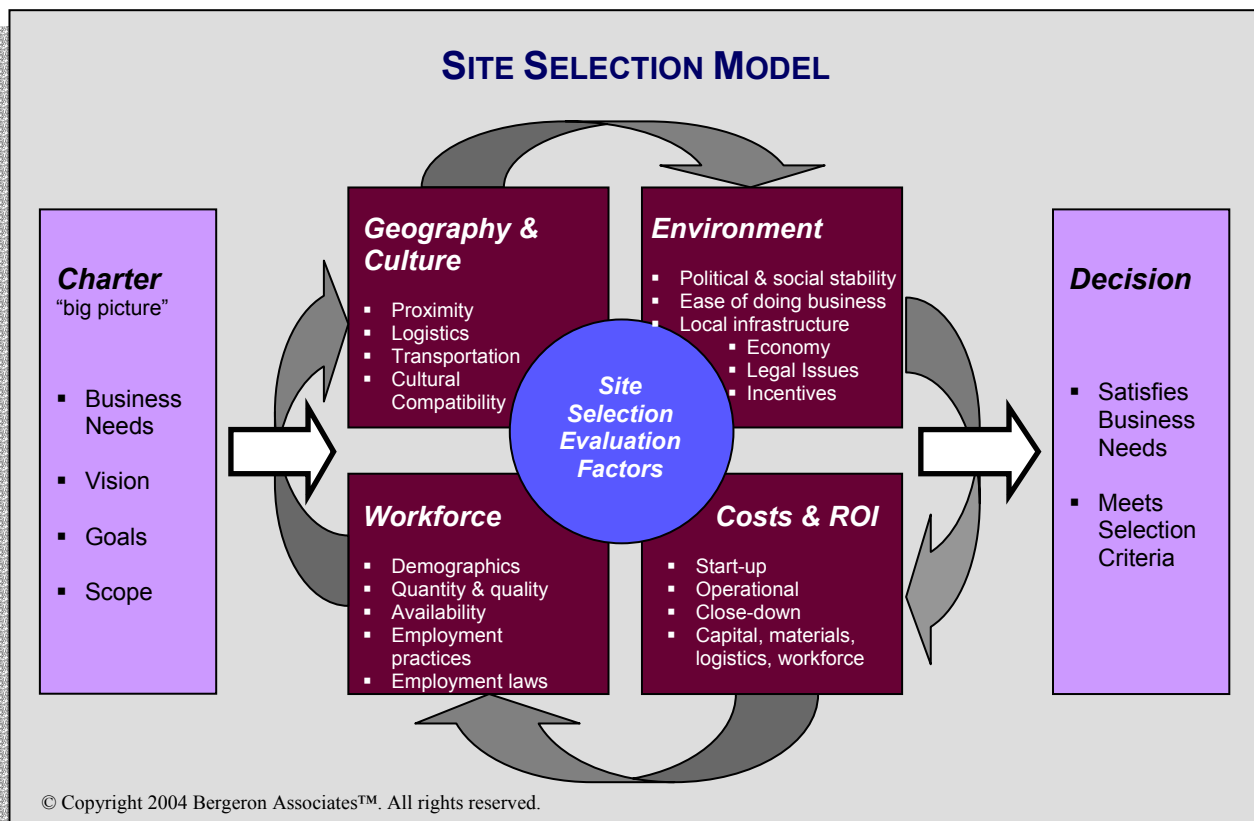 SITE SELECTION MODEL
Charter
“big picture”
▪ Business
Needs
▪ Vision
▪ Goals
▪ Scope
Geography &
Culture
▪ Proximity
▪ Logistics
▪ Transportation
▪ Cultural
Compatibility
Environment
▪ Political & social stability
▪ Ease of doing business
▪ Local infrastructure
▪ Economy
▪ Legal Issues
▪ Incentives
Site
Selection
Evaluation
Factors
Workforce
▪ Demographics
▪ Quantity & quality
▪ Availability
▪ Employment
practices
▪ Employment laws
Costs & ROI
▪ Start-up
▪ Operational
▪ Close-down
▪ Capital, materials,
logistics, workforce
Decision
▪ Satisfies
Business
Needs
▪ Meets
Selection
Criteria
© Copyright 2004 Bergeron Associates™. All rights reserved.